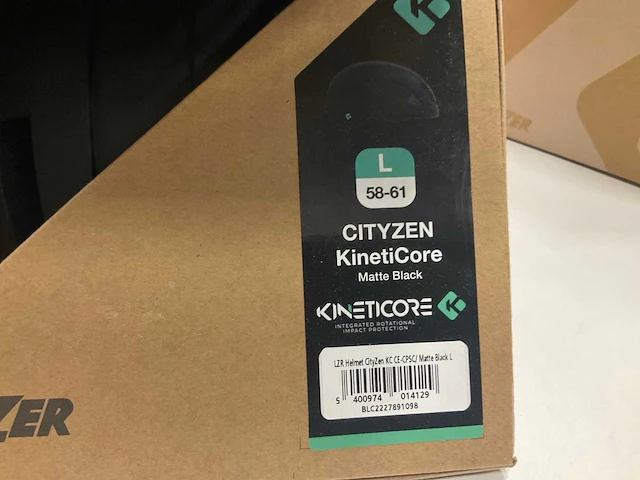 L
58-61
CITYZEN
KinetiCore
Matte Black
KINETICORE
INTEGRATED ROTATIONAL
IMPACT PROTECTION
LZR Helmet CityZen KC CE-CPSC/ Matte Black L
5 400974 014129
BLC2227891098
ZER
ZER